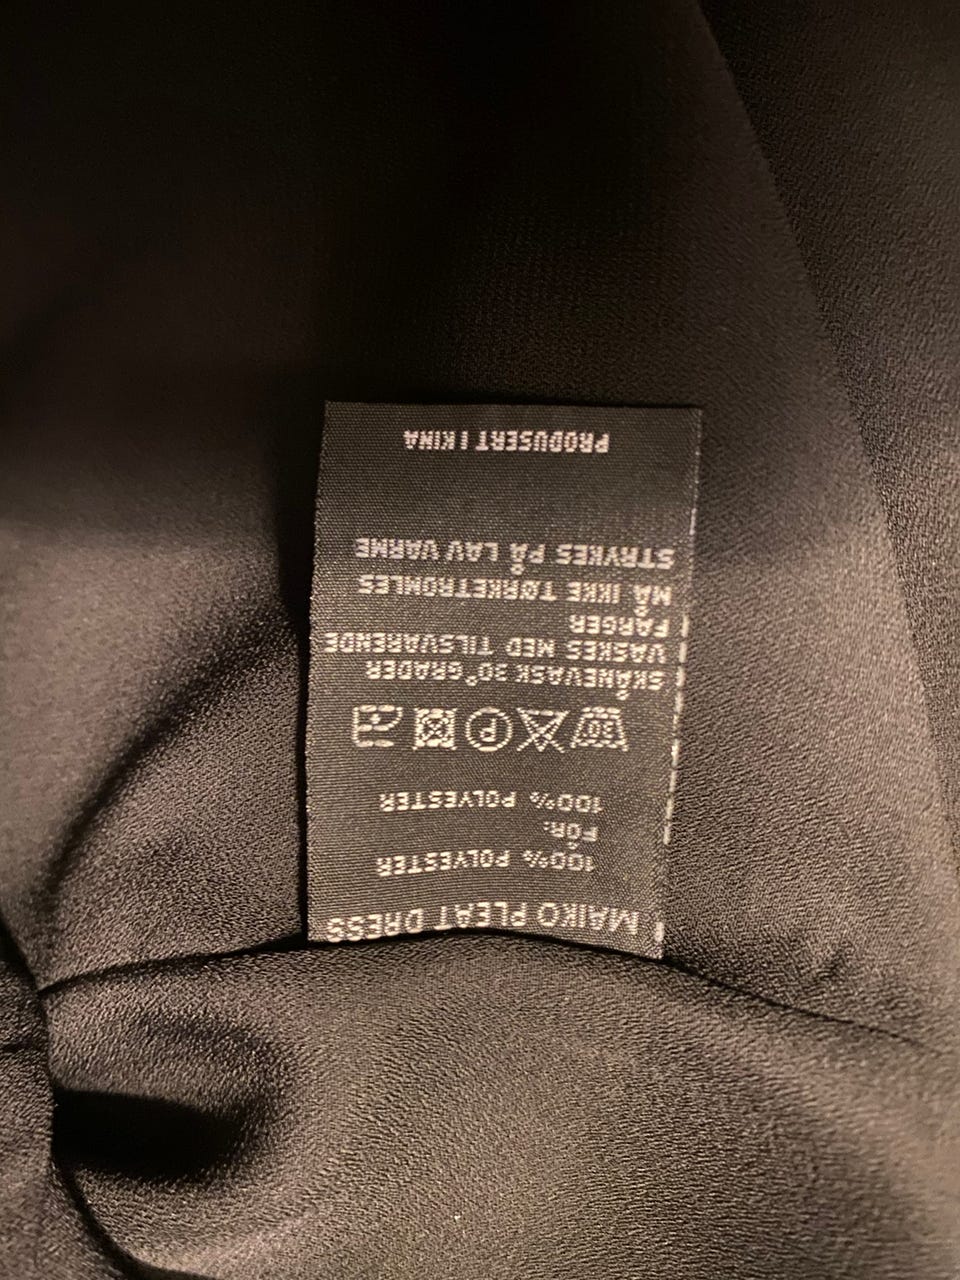 MAIKO PLEAT DRESS
100% POLYESTER
FÔR:
100% POLYESTER
30 P
SKÅNEVASK 30°GRADER
VASKES MED TILSVARENDE
FARGER
MÅ IKKE TØRKETROMLES
STRYKES PÅ LAV VARME
PRODUSERT I KINA